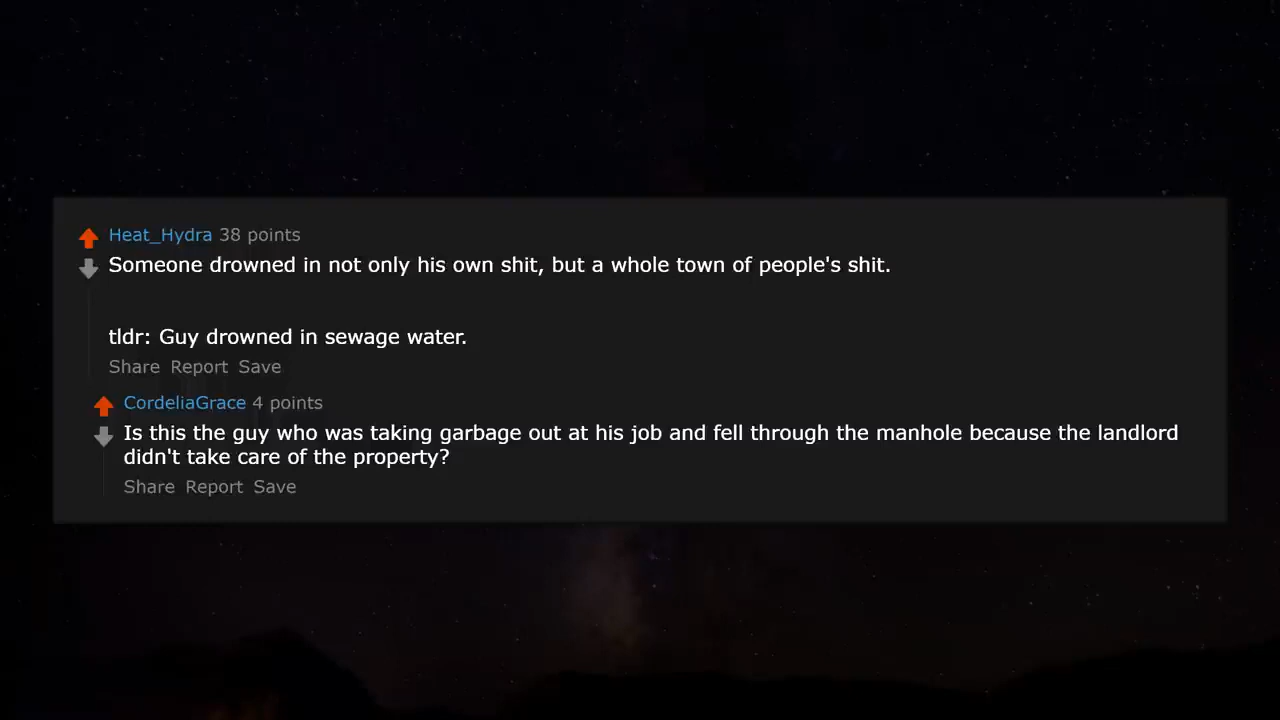 Heat_Hydra 38 points
Someone drowned in not only his own shit, but a whole town of people's shit.
tldr: Guy drowned in sewage water.
Share Report Save
CordeliaGrace 4 points
Is this the guy who was taking garbage out at his job and fell through the manhole because the landlord
didn't take care of the property?
Share Report Save